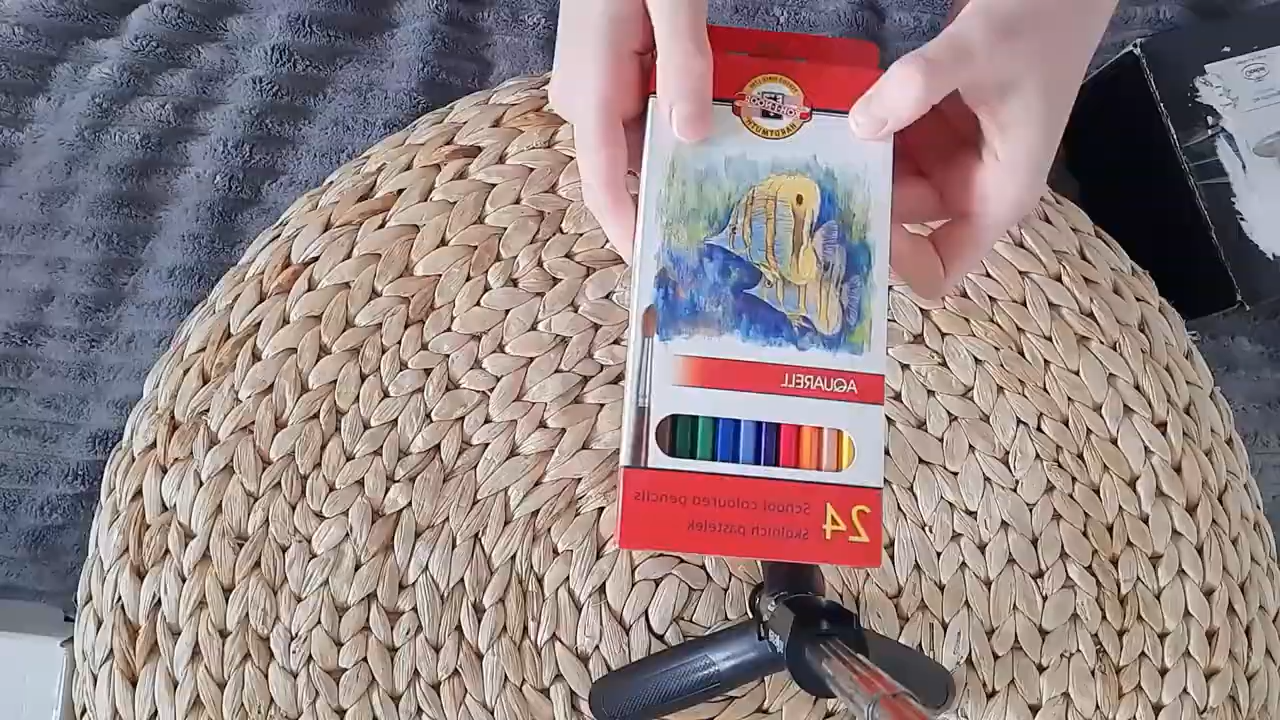 KOH-I-NOOR
HARDTMUTH
AQUARELL
24
School coloured pencils
Školních pastelek